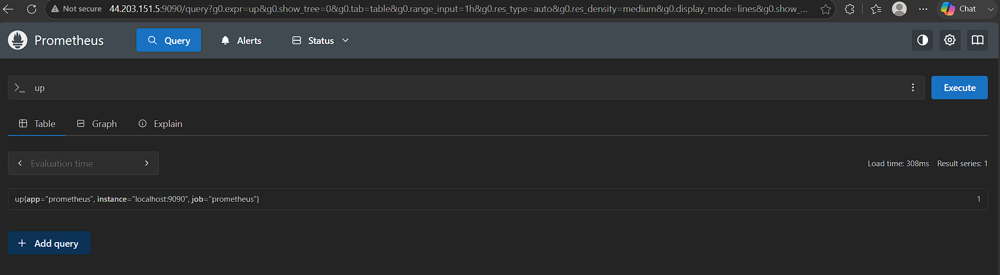 Not secure 44.203.151.5:9090/query?g0.expr=up&g0.show_tree=0&g0.tab=table&g0.range_input=1h&g0.res_type=auto&g0.res_density=medium&g0.display_mode=lines&g0.show_... Chat
Prometheus Query Alerts Status
>_ up Execute
Table Graph Explain
Evaluation time Load time: 308ms Result series: 1
up{app="prometheus", instance="localhost:9090", job="prometheus"} 1
+ Add query